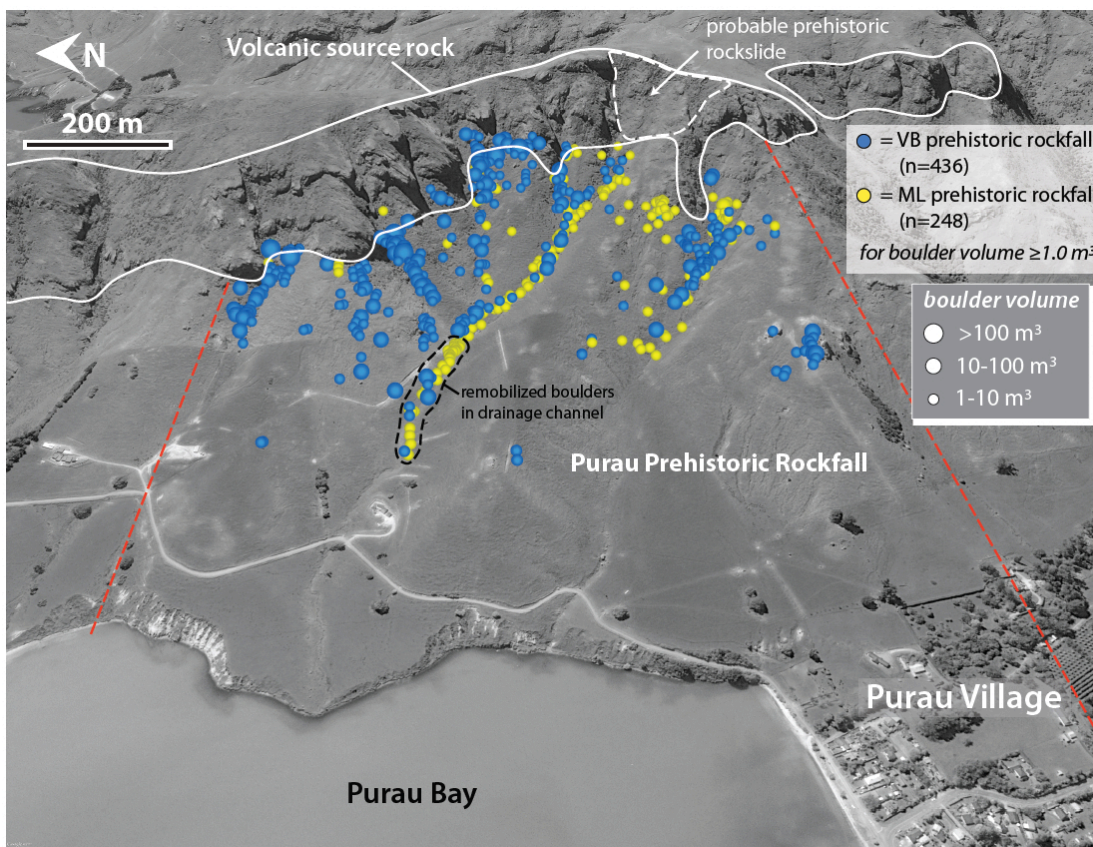 N
200 m
Volcanic source rock
probable prehistoric
rockslide
= VB prehistoric rockfall
(n=436)
= ML prehistoric rockfall
(n=248)
for boulder volume ≥1.0 m³
boulder volume
>100 m³
10-100 m³
1-10 m³
remobilized boulders
in drainage channel
Purau Prehistoric Rockfall
Purau Village
Purau Bay